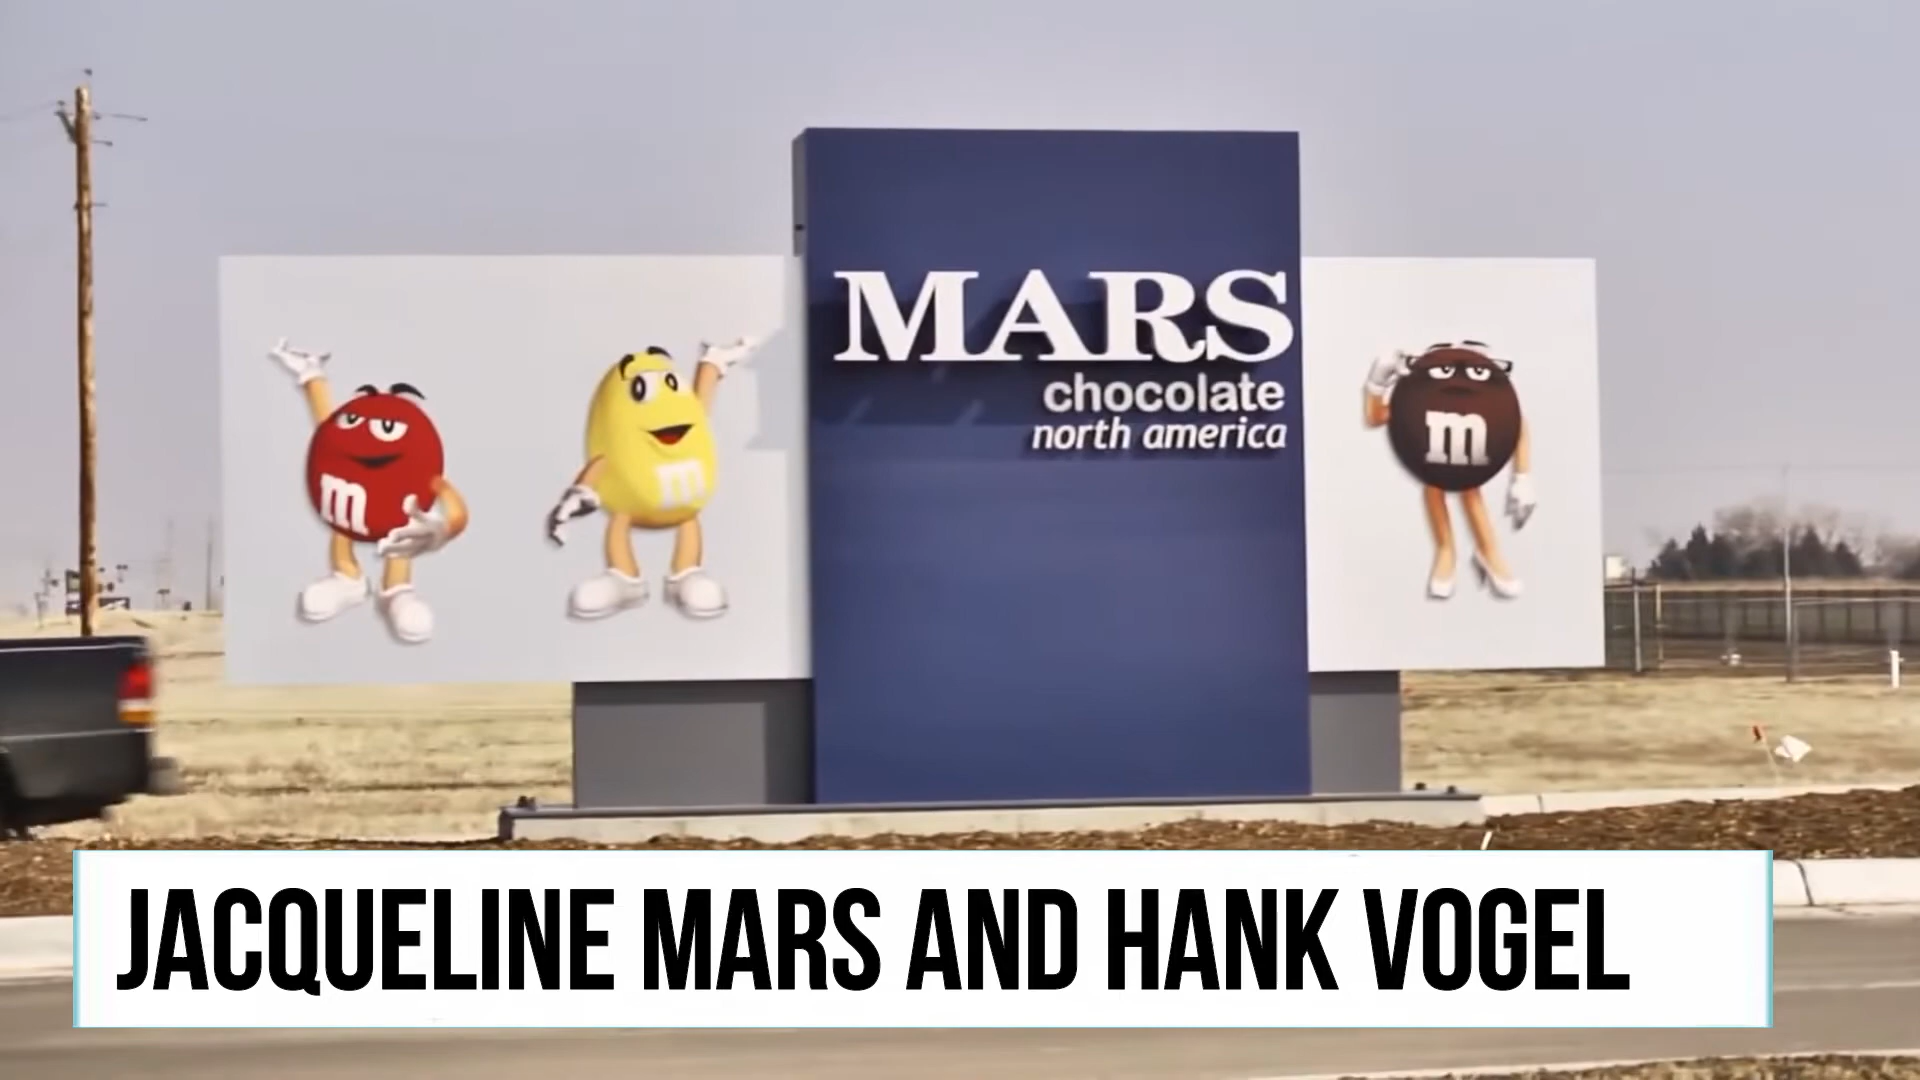 MARS
chocolate
north america
m
m
m
JACQUELINE MARS AND HANK VOGEL